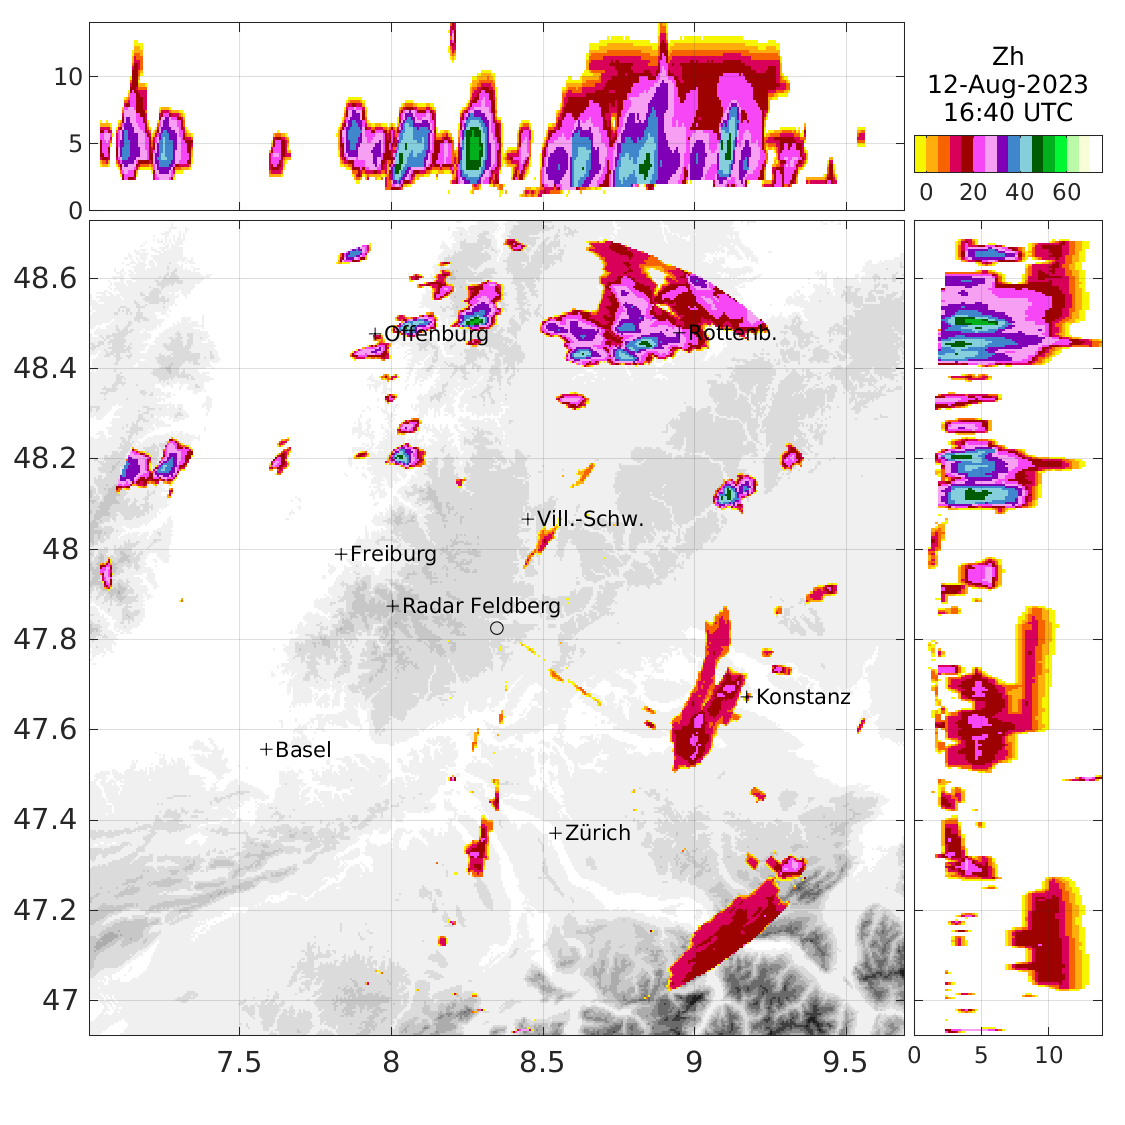 10
5
0
Zh
12-Aug-2023
16:40 UTC
0 20 40 60
48.6
48.4
48.2
48
47.8
47.6
47.4
47.2
47
Offenburg
Rottenb.
Vill.-Schw.
Freiburg
Radar Feldberg
Konstanz
Basel
Zürich
7.5 8 8.5 9 9.5
0 5 10